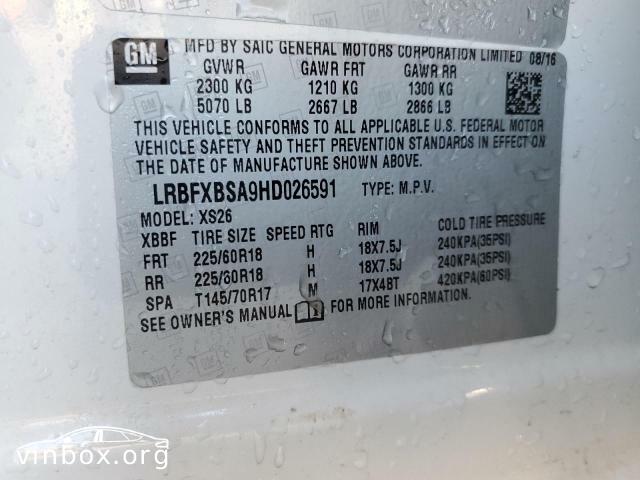 GM MFD BY SAIC GENERAL MOTORS CORPORATION LIMITED 08/16
GVWR GAWR FRT GAWR RR
2300 KG 1210 KG 1300 KG
5070 LB 2667 LB 2866 LB
THIS VEHICLE CONFORMS TO ALL APPLICABLE U.S. FEDERAL MOTOR
VEHICLE SAFETY AND THEFT PREVENTION STANDARDS IN EFFECT ON
THE DATE OF MANUFACTURE SHOWN ABOVE.
LRBFXBSA9HD026591 TYPE: M.P.V.
MODEL: XS26
XBBF TIRE SIZE SPEED RTG RIM COLD TIRE PRESSURE
FRT 225/60R18 H 18X7.5J 240KPA(35PSI)
RR 225/60R18 H 18X7.5J 240KPA(35PSI)
SPA T145/70R17 M 17X4BT 420KPA(60PSI)
SEE OWNER'S MANUAL FOR MORE INFORMATION.
vinbox.org